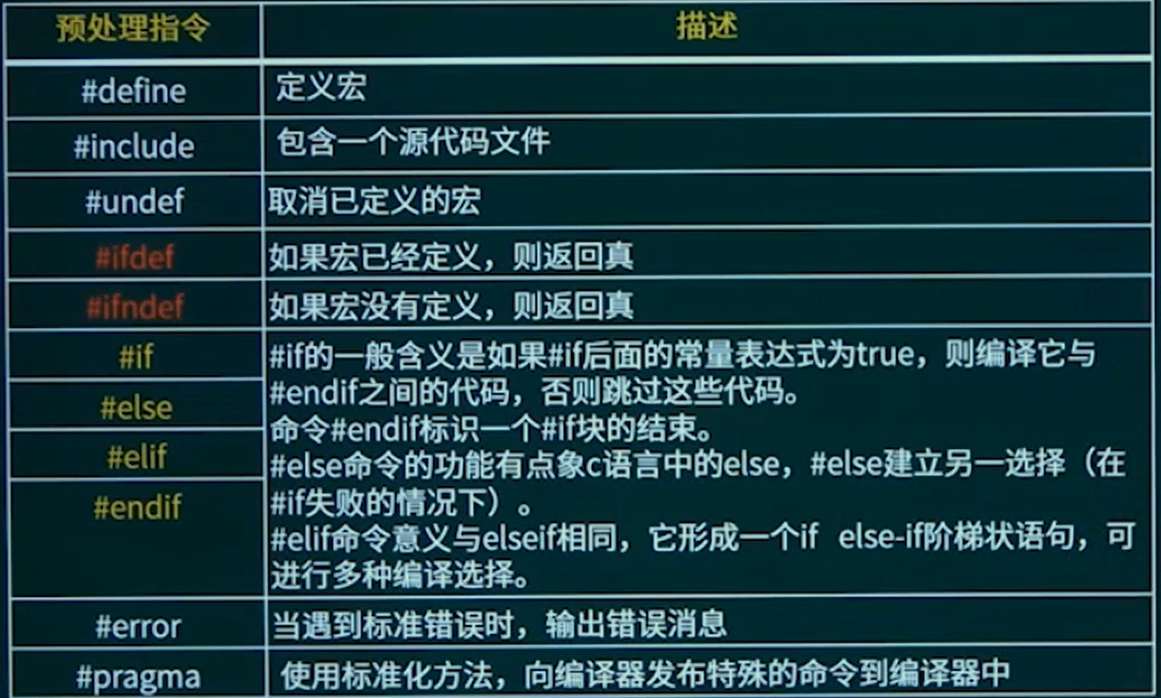 预处理指令 描述
#define 定义宏
#include 包含一个源代码文件
#undef 取消已定义的宏
#ifdef 如果宏已经定义，则返回真
#ifndef 如果宏没有定义，则返回真
#if
#else
#elif
#endif
#if的一般含义是如果#if后面的常量表达式为true，则编译它与
#endif之间的代码，否则跳过这些代码。
命令#endif标识一个#if块的结束。
#else命令的功能有点象c语言中的else，#else建立另一选择（在
#if失败的情况下）。
#elif命令意义与elseif相同，它形成一个if else-if阶梯状语句，可
进行多种编译选择。
#error 当遇到标准错误时，输出错误消息
#pragma 使用标准化方法，向编译器发布特殊的命令到编译器中